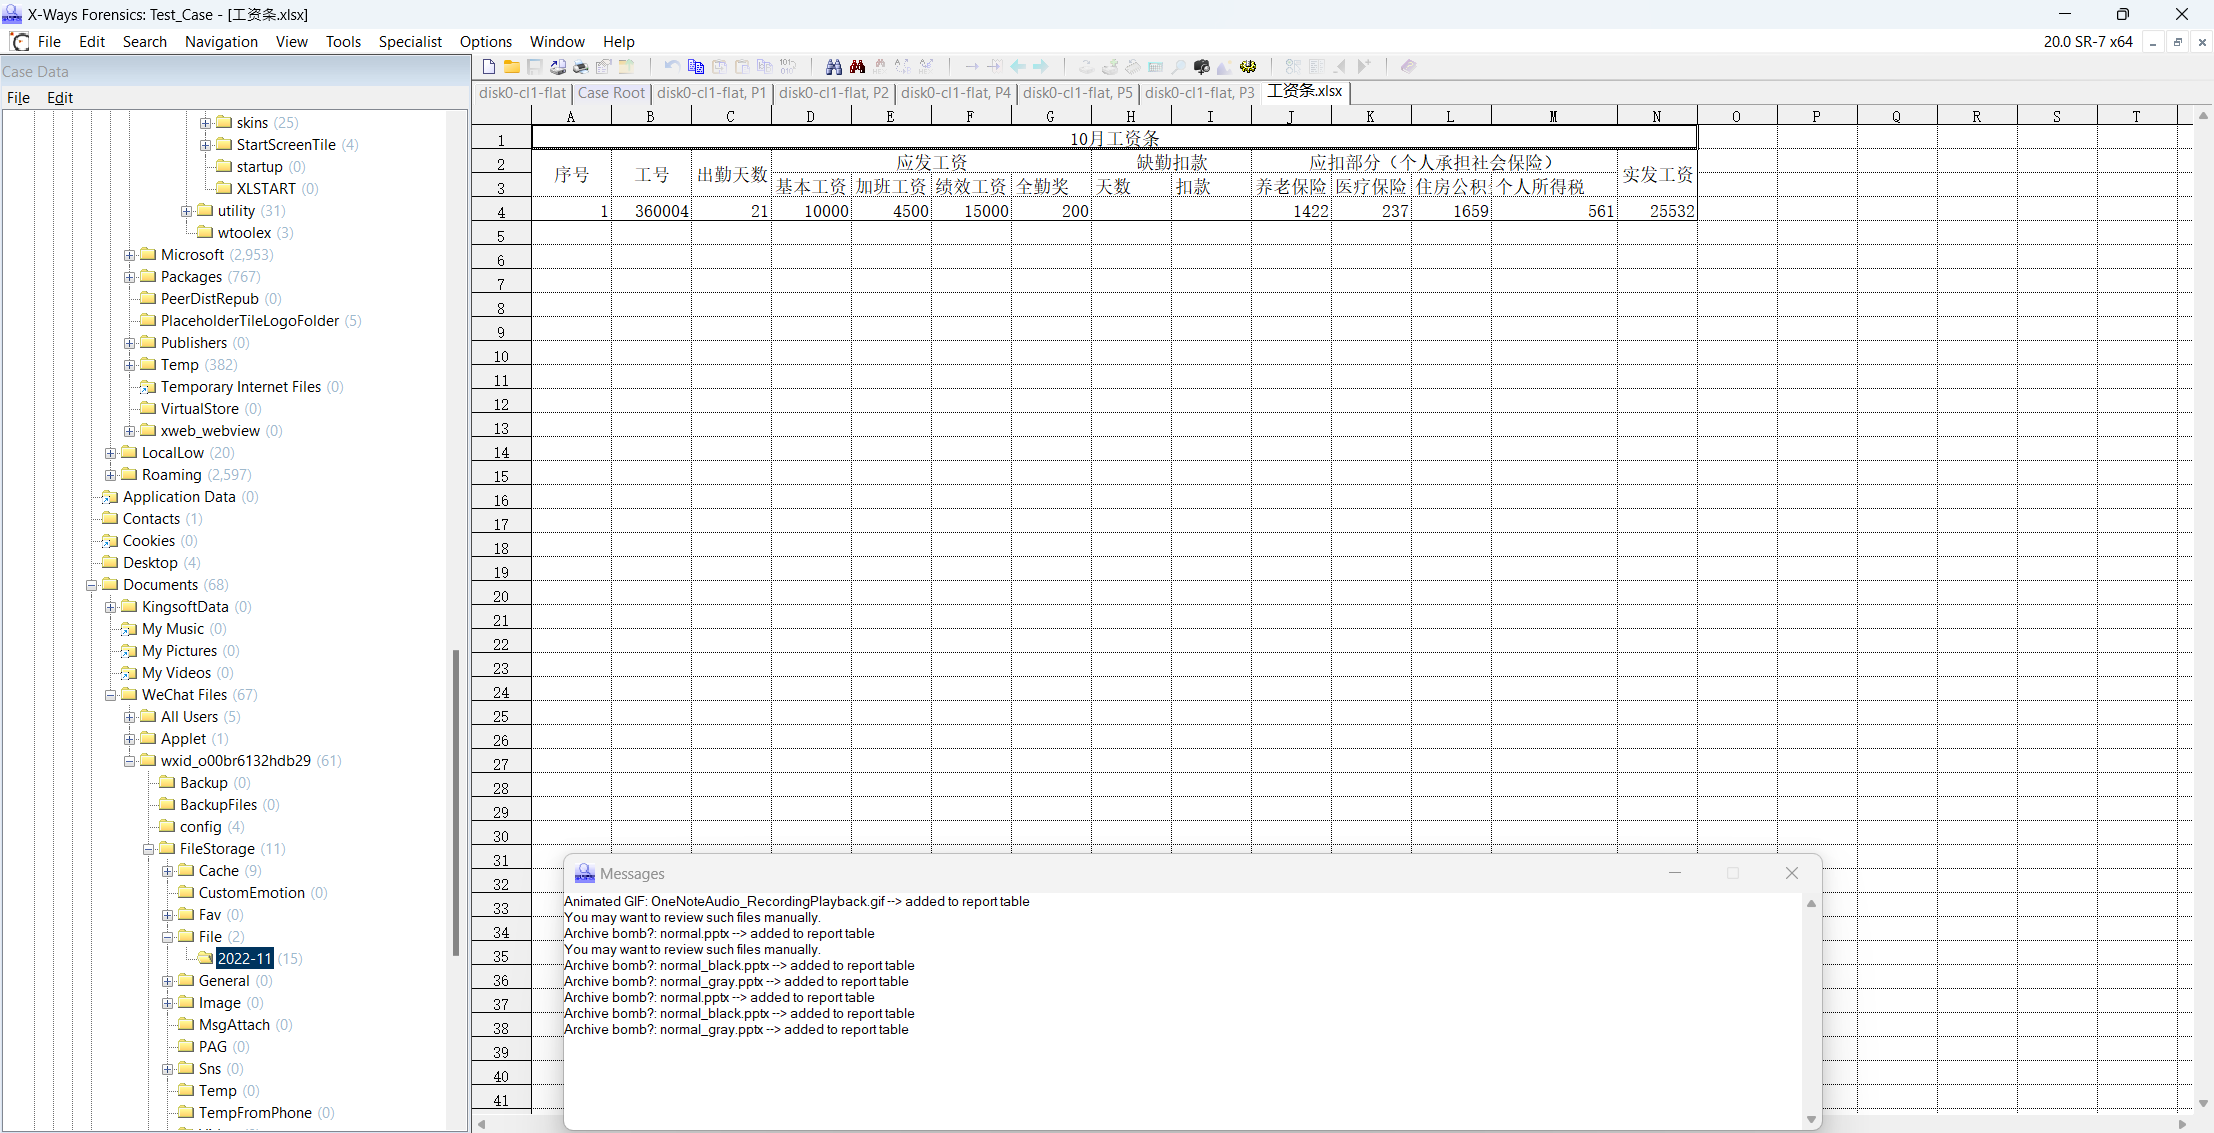 X-Ways Forensics: Test_Case - [工资条.xlsx]
File Edit Search Navigation View Tools Specialist Options Window Help
20.0 SR-7 x64
Case Data
File Edit
skins (25)
StartScreenTile (4)
startup (0)
XLSTART (0)
utility (31)
wtoolex (3)
Microsoft (2,953)
Packages (767)
PeerDistRepub (0)
PlaceholderTileLogoFolder (5)
Publishers (0)
Temp (382)
Temporary Internet Files (0)
VirtualStore (0)
xweb_webview (0)
LocalLow (20)
Roaming (2,597)
Application Data (0)
Contacts (1)
Cookies (0)
Desktop (4)
Documents (68)
KingsoftData (0)
My Music (0)
My Pictures (0)
My Videos (0)
WeChat Files (67)
All Users (5)
Applet (1)
wxid_o00br6132hdb29 (61)
Backup (0)
BackupFiles (0)
config (4)
FileStorage (11)
Cache (9)
CustomEmotion (0)
Fav (0)
File (2)
2022-11 (15)
General (0)
Image (0)
MsgAttach (0)
PAG (0)
Sns (0)
Temp (0)
TempFromPhone (0)
disk0-cl1-flat Case Root disk0-cl1-flat, P1 disk0-cl1-flat, P2 disk0-cl1-flat, P4 disk0-cl1-flat, P5 disk0-cl1-flat, P3 工资条.xlsx
A B C D E F G H I J K L M N O P Q R S T
1 10月工资条
2 序号 工号 出勤天数 应发工资 缺勤扣款 应扣部分（个人承担社会保险） 实发工资
3 基本工资 加班工资 绩效工资 全勤奖 天数 扣款 养老保险 医疗保险 住房公积 个人所得税
4 1 360004 21 10000 4500 15000 200 1422 237 1659 561 25532
5
6
7
8
9
10
11
12
13
14
15
16
17
18
19
20
21
22
23
24
25
26
27
28
29
30
31
32
33
34
35
36
37
38
39
40
41
Messages
Animated GIF: OneNoteAudio_RecordingPlayback.gif --> added to report table
You may want to review such files manually.
Archive bomb?: normal.pptx --> added to report table
You may want to review such files manually.
Archive bomb?: normal_black.pptx --> added to report table
Archive bomb?: normal_gray.pptx --> added to report table
Archive bomb?: normal.pptx --> added to report table
Archive bomb?: normal_black.pptx --> added to report table
Archive bomb?: normal_gray.pptx --> added to report table